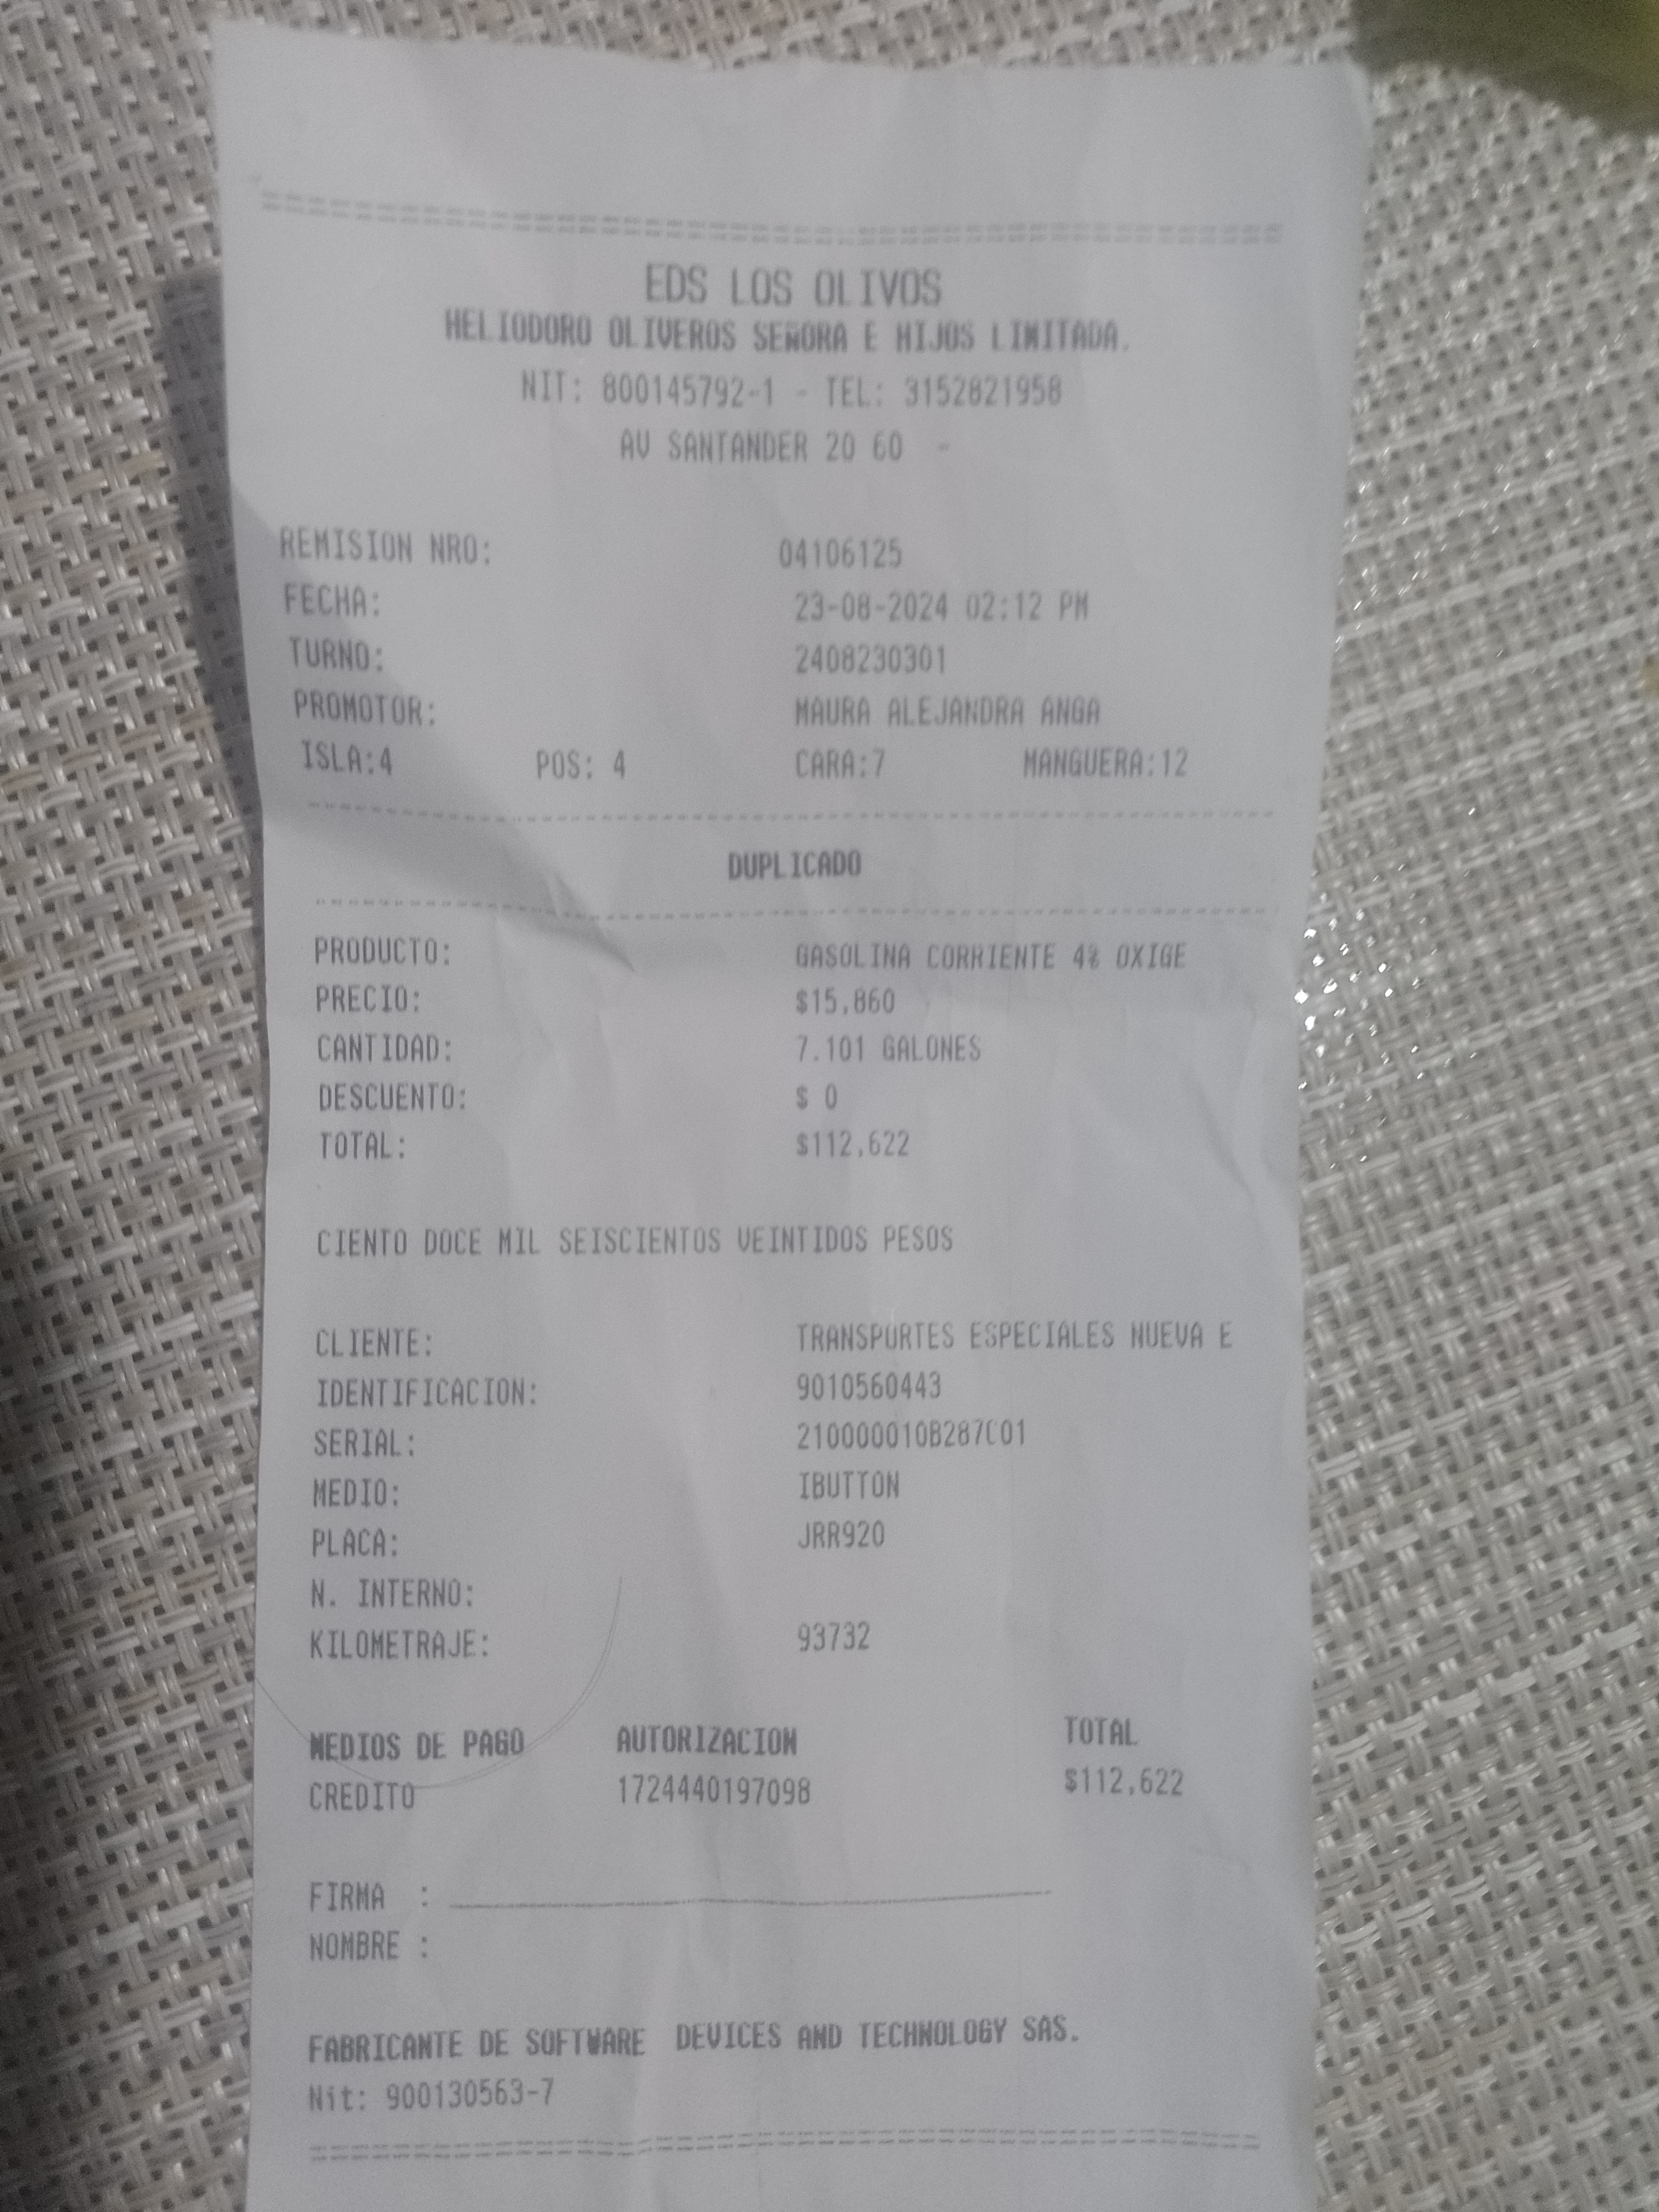 EDS LOS OLIVOS
HELIODORO OLIVEROS SEÑORA E HIJOS LIMITADA.
NIT: 800145792-1 - TEL: 3152821958
AV SANTANDER 20 60 -
REMISION NRO: 04106125
FECHA: 23-08-2024 02:12 PM
TURNO: 2408230301
PROMOTOR: MAURA ALEJANDRA ANGA
ISLA:4 POS: 4 CARA:7 MANGUERA:12
DUPLICADO
PRODUCTO: GASOLINA CORRIENTE 4% OXIGE
PRECIO: $15,860
CANTIDAD: 7.101 GALONES
DESCUENTO: $ 0
TOTAL: $112,622
CIENTO DOCE MIL SEISCIENTOS VEINTIDOS PESOS
CLIENTE: TRANSPORTES ESPECIALES NUEVA E
IDENTIFICACION: 9010560443
SERIAL: 210000010B287C01
MEDIO: IBUTTON
PLACA: JRR920
N. INTERNO:
KILOMETRAJE: 93732
MEDIOS DE PAGO AUTORIZACION TOTAL
CREDITO 1724440197098 $112,622
FIRMA :
NOMBRE :
FABRICANTE DE SOFTWARE DEVICES AND TECHNOLOGY SAS.
Nit: 900130563-7